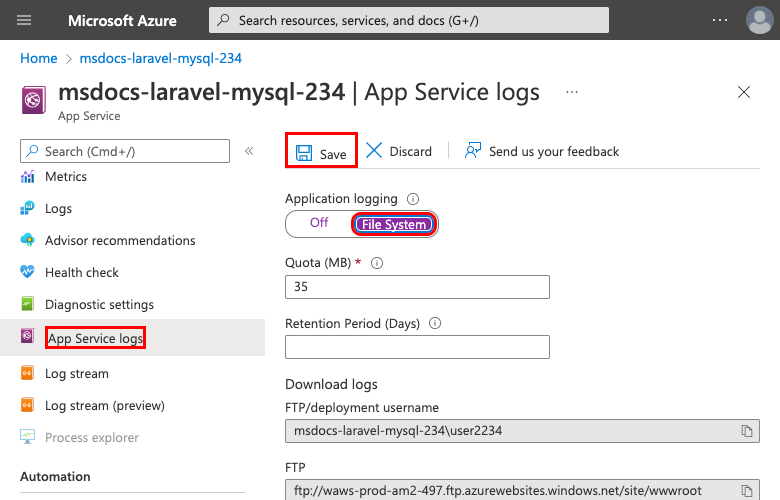 Microsoft Azure
Search resources, services, and docs (G+/)
Home > msdocs-laravel-mysql-234
msdocs-laravel-mysql-234 | App Service logs
App Service
Search (Cmd+/)
Metrics
Logs
Advisor recommendations
Health check
Diagnostic settings
App Service logs
Log stream
Log stream (preview)
Process explorer
Automation
Save
Discard
Send us your feedback
Application logging
Off
File System
Quota (MB) *
35
Retention Period (Days)
Download logs
FTP/deployment username
msdocs-laravel-mysql-234\user2234
FTP
ftp://waws-prod-am2-497.ftp.azurewebsites.windows.net/site/wwwroot